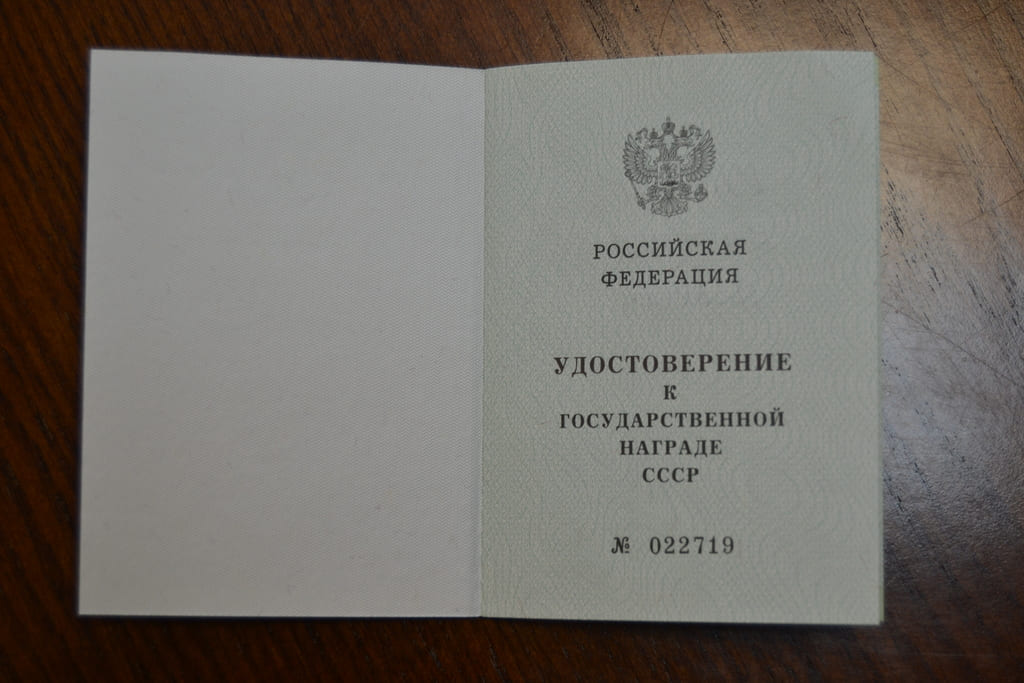 РОССИЙСКАЯ
ФЕДЕРАЦИЯ
УДОСТОВЕРЕНИЕ
К
ГОСУДАРСТВЕННОЙ
НАГРАДЕ
СССР
№ 022719